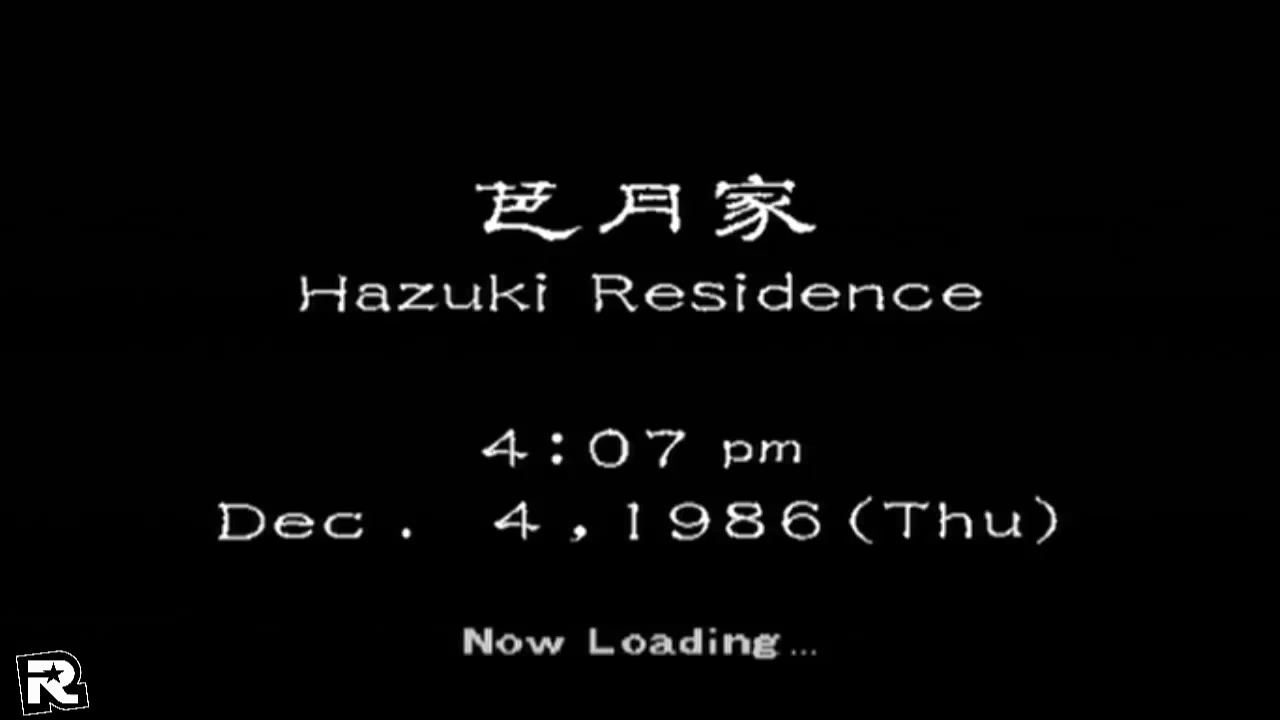 芭月家
Hazuki Residence
4:07 pm
Dec. 4,1986(Thu)
Now Loading...
R